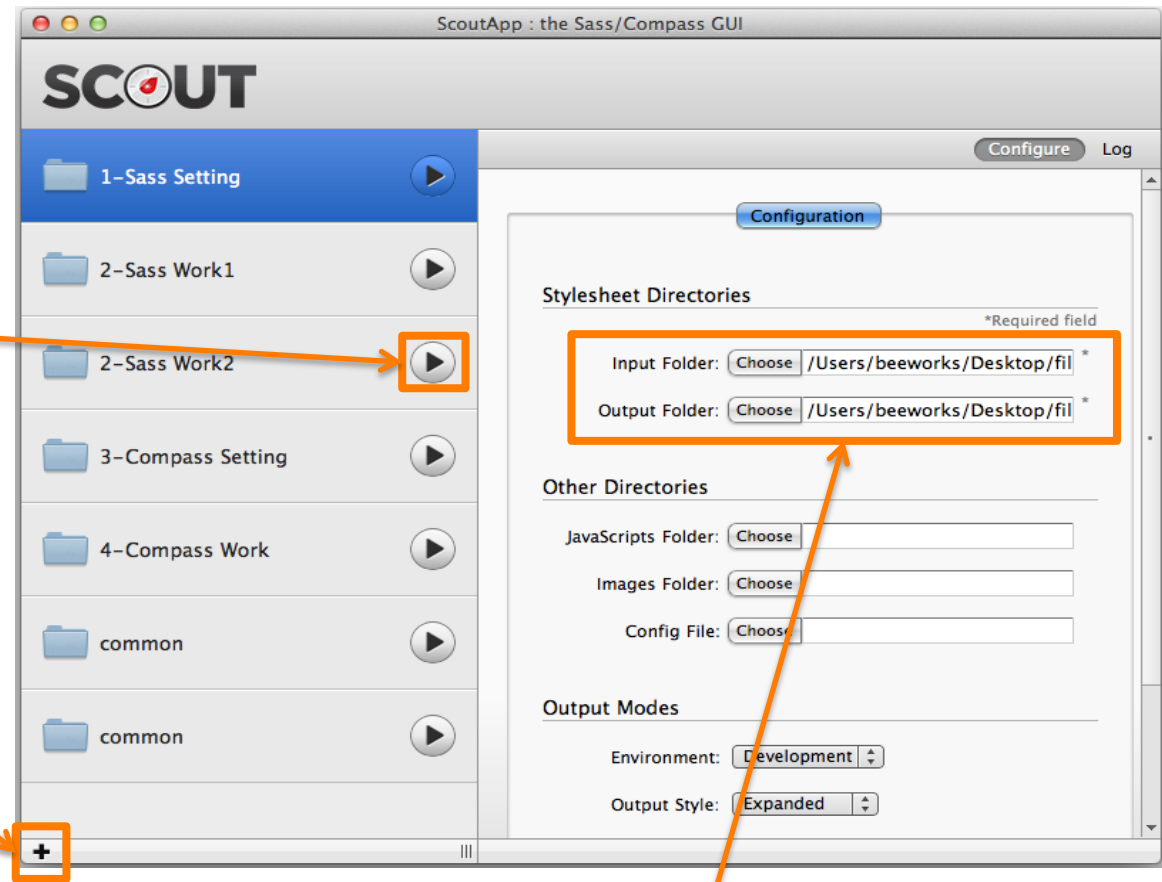 ScoutApp : the Sass/Compass GUI
SCOUT
Configure Log
1-Sass Setting
2-Sass Work1
2-Sass Work2
3-Compass Setting
4-Compass Work
common
common
Configuration
Stylesheet Directories
*Required field
Input Folder: Choose /Users/beeworks/Desktop/fil *
Output Folder: Choose /Users/beeworks/Desktop/fil *
Other Directories
JavaScripts Folder: Choose
Images Folder: Choose
Config File: Choose
Output Modes
Environment: Development
Output Style: Expanded